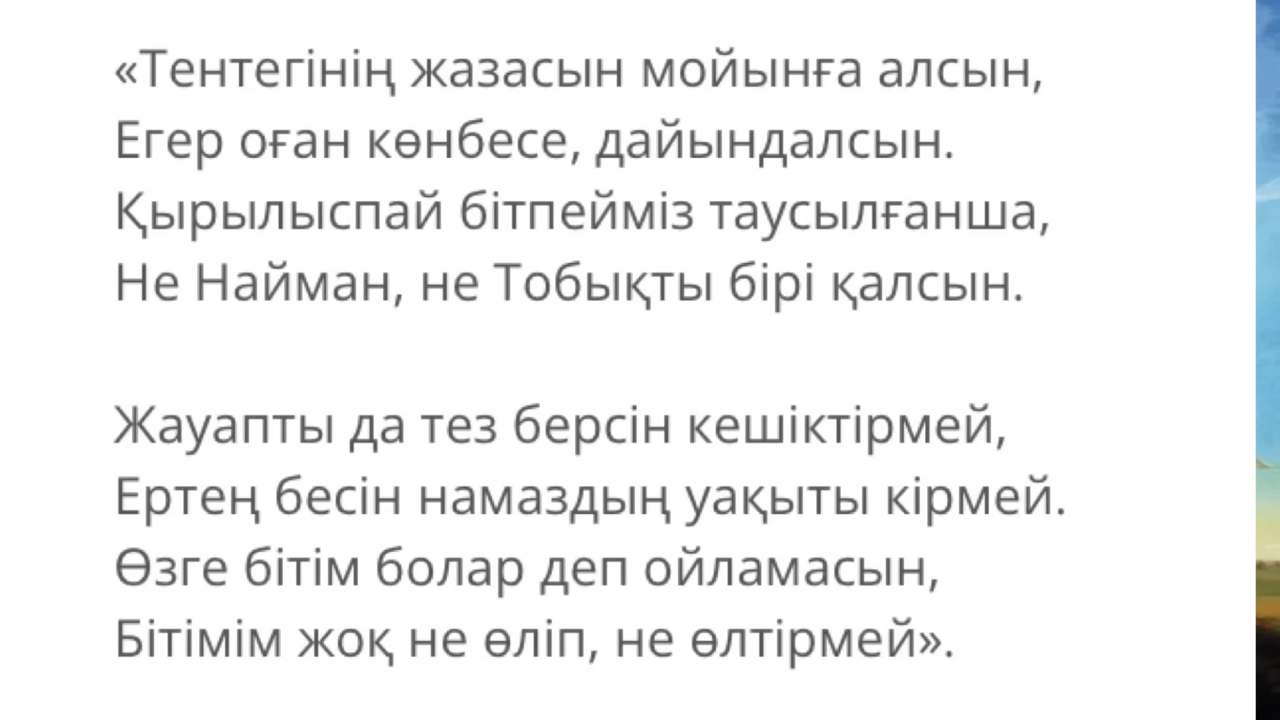 «Тентегінің жазасын мойынға алсын,
Егер оған көнбесе, дайындалсын.
Қырылыспай бітпейміз таусылғанша,
Не Найман, не Тобықты бірі қалсын.
Жауапты да тез берсін кешіктірмей,
Ертең бесін намаздың уақыты кірмей.
Өзге бітім болар деп ойламасын,
Бітімім жоқ не өліп, не өлтірмей».